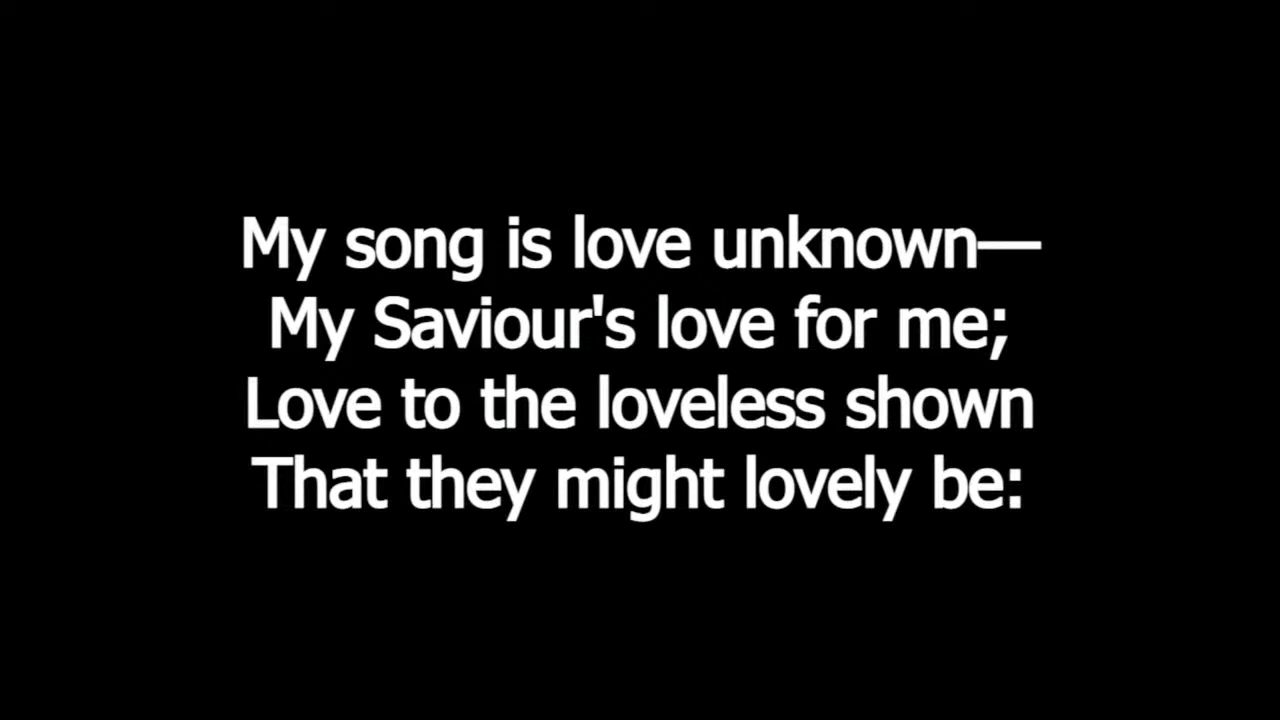 My song is love unknown—
My Saviour's love for me;
Love to the loveless shown
That they might lovely be: